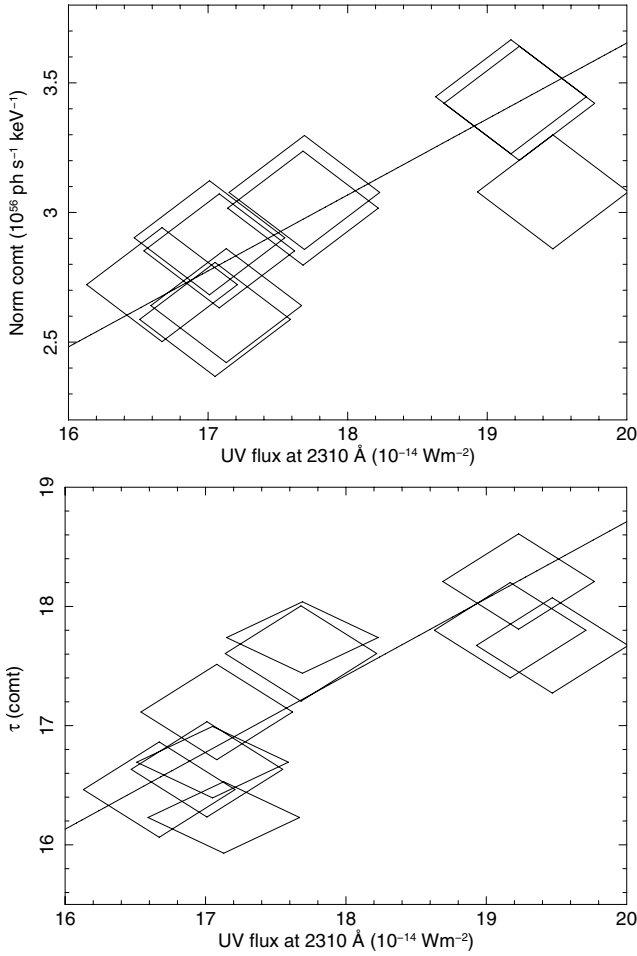 3.5
3
2.5
Norm comt (10⁵⁶ ph s⁻¹ keV⁻¹)
16 17 18 19 20
UV flux at 2310 Å (10⁻¹⁴ Wm⁻²)
19
18
17
16
τ (comt)
16 17 18 19 20
UV flux at 2310 Å (10⁻¹⁴ Wm⁻²)